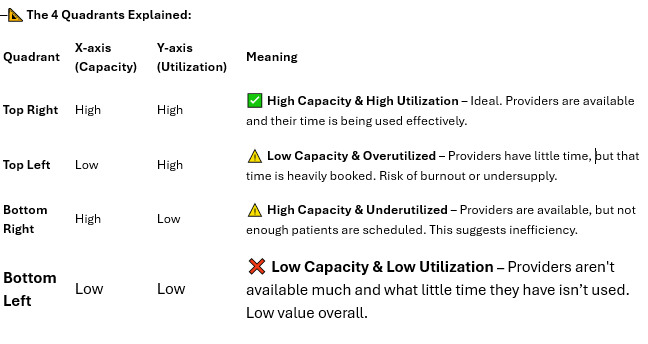 The 4 Quadrants Explained:
Quadrant X-axis (Capacity) Y-axis (Utilization) Meaning
Top Right High High ✅ High Capacity & High Utilization – Ideal. Providers are available
and their time is being used effectively.
Top Left Low High ⚠️ Low Capacity & Overutilized – Providers have little time, but that
time is heavily booked. Risk of burnout or undersupply.
Bottom Right High Low ⚠️ High Capacity & Underutilized – Providers are available, but not
enough patients are scheduled. This suggests inefficiency.
Bottom Left Low Low ❌ Low Capacity & Low Utilization – Providers aren't
available much and what little time they have isn’t used.
Low value overall.